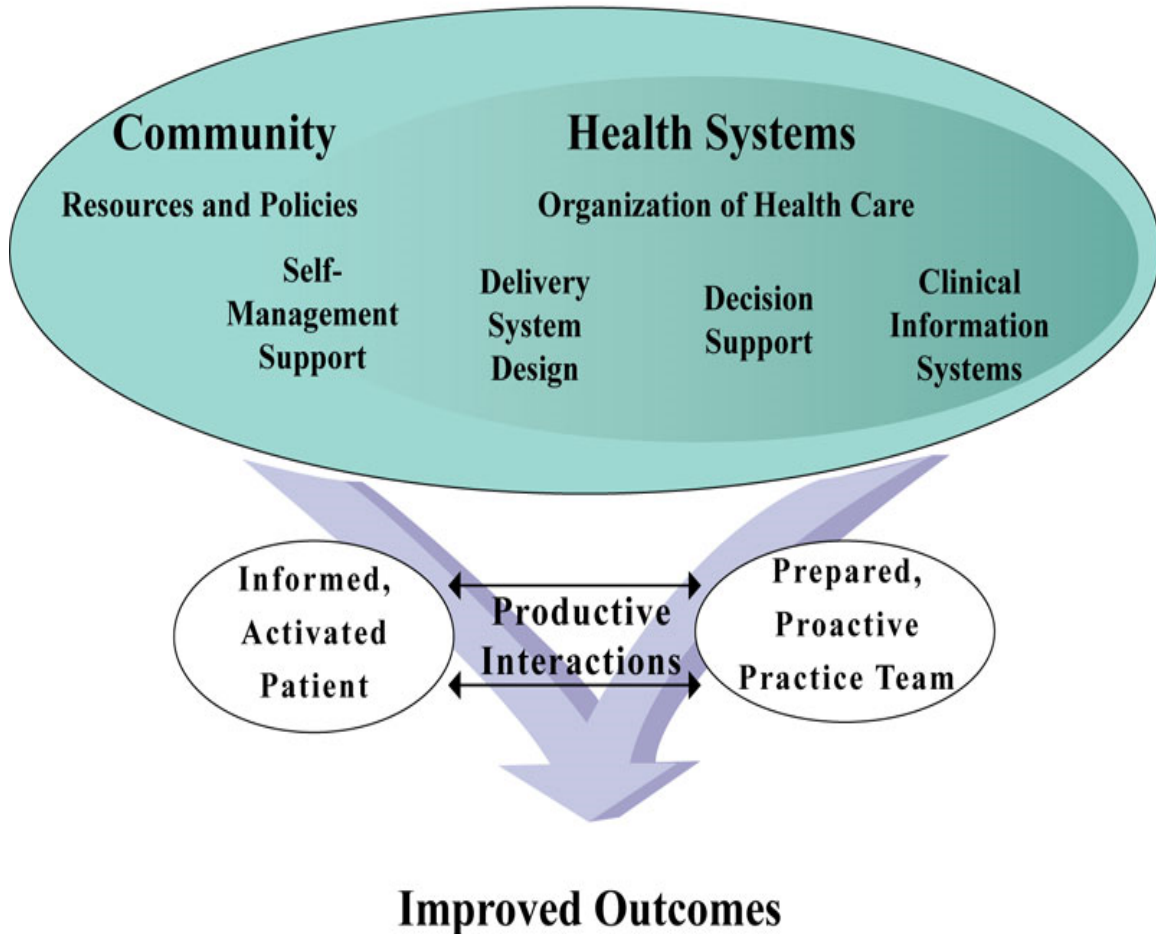 Community
Resources and Policies
Health Systems
Organization of Health Care
Self-
Management
Support
Delivery
System
Design
Decision
Support
Clinical
Information
Systems
Informed,
Activated
Patient
Productive
Interactions
Prepared,
Proactive
Practice Team
Improved Outcomes